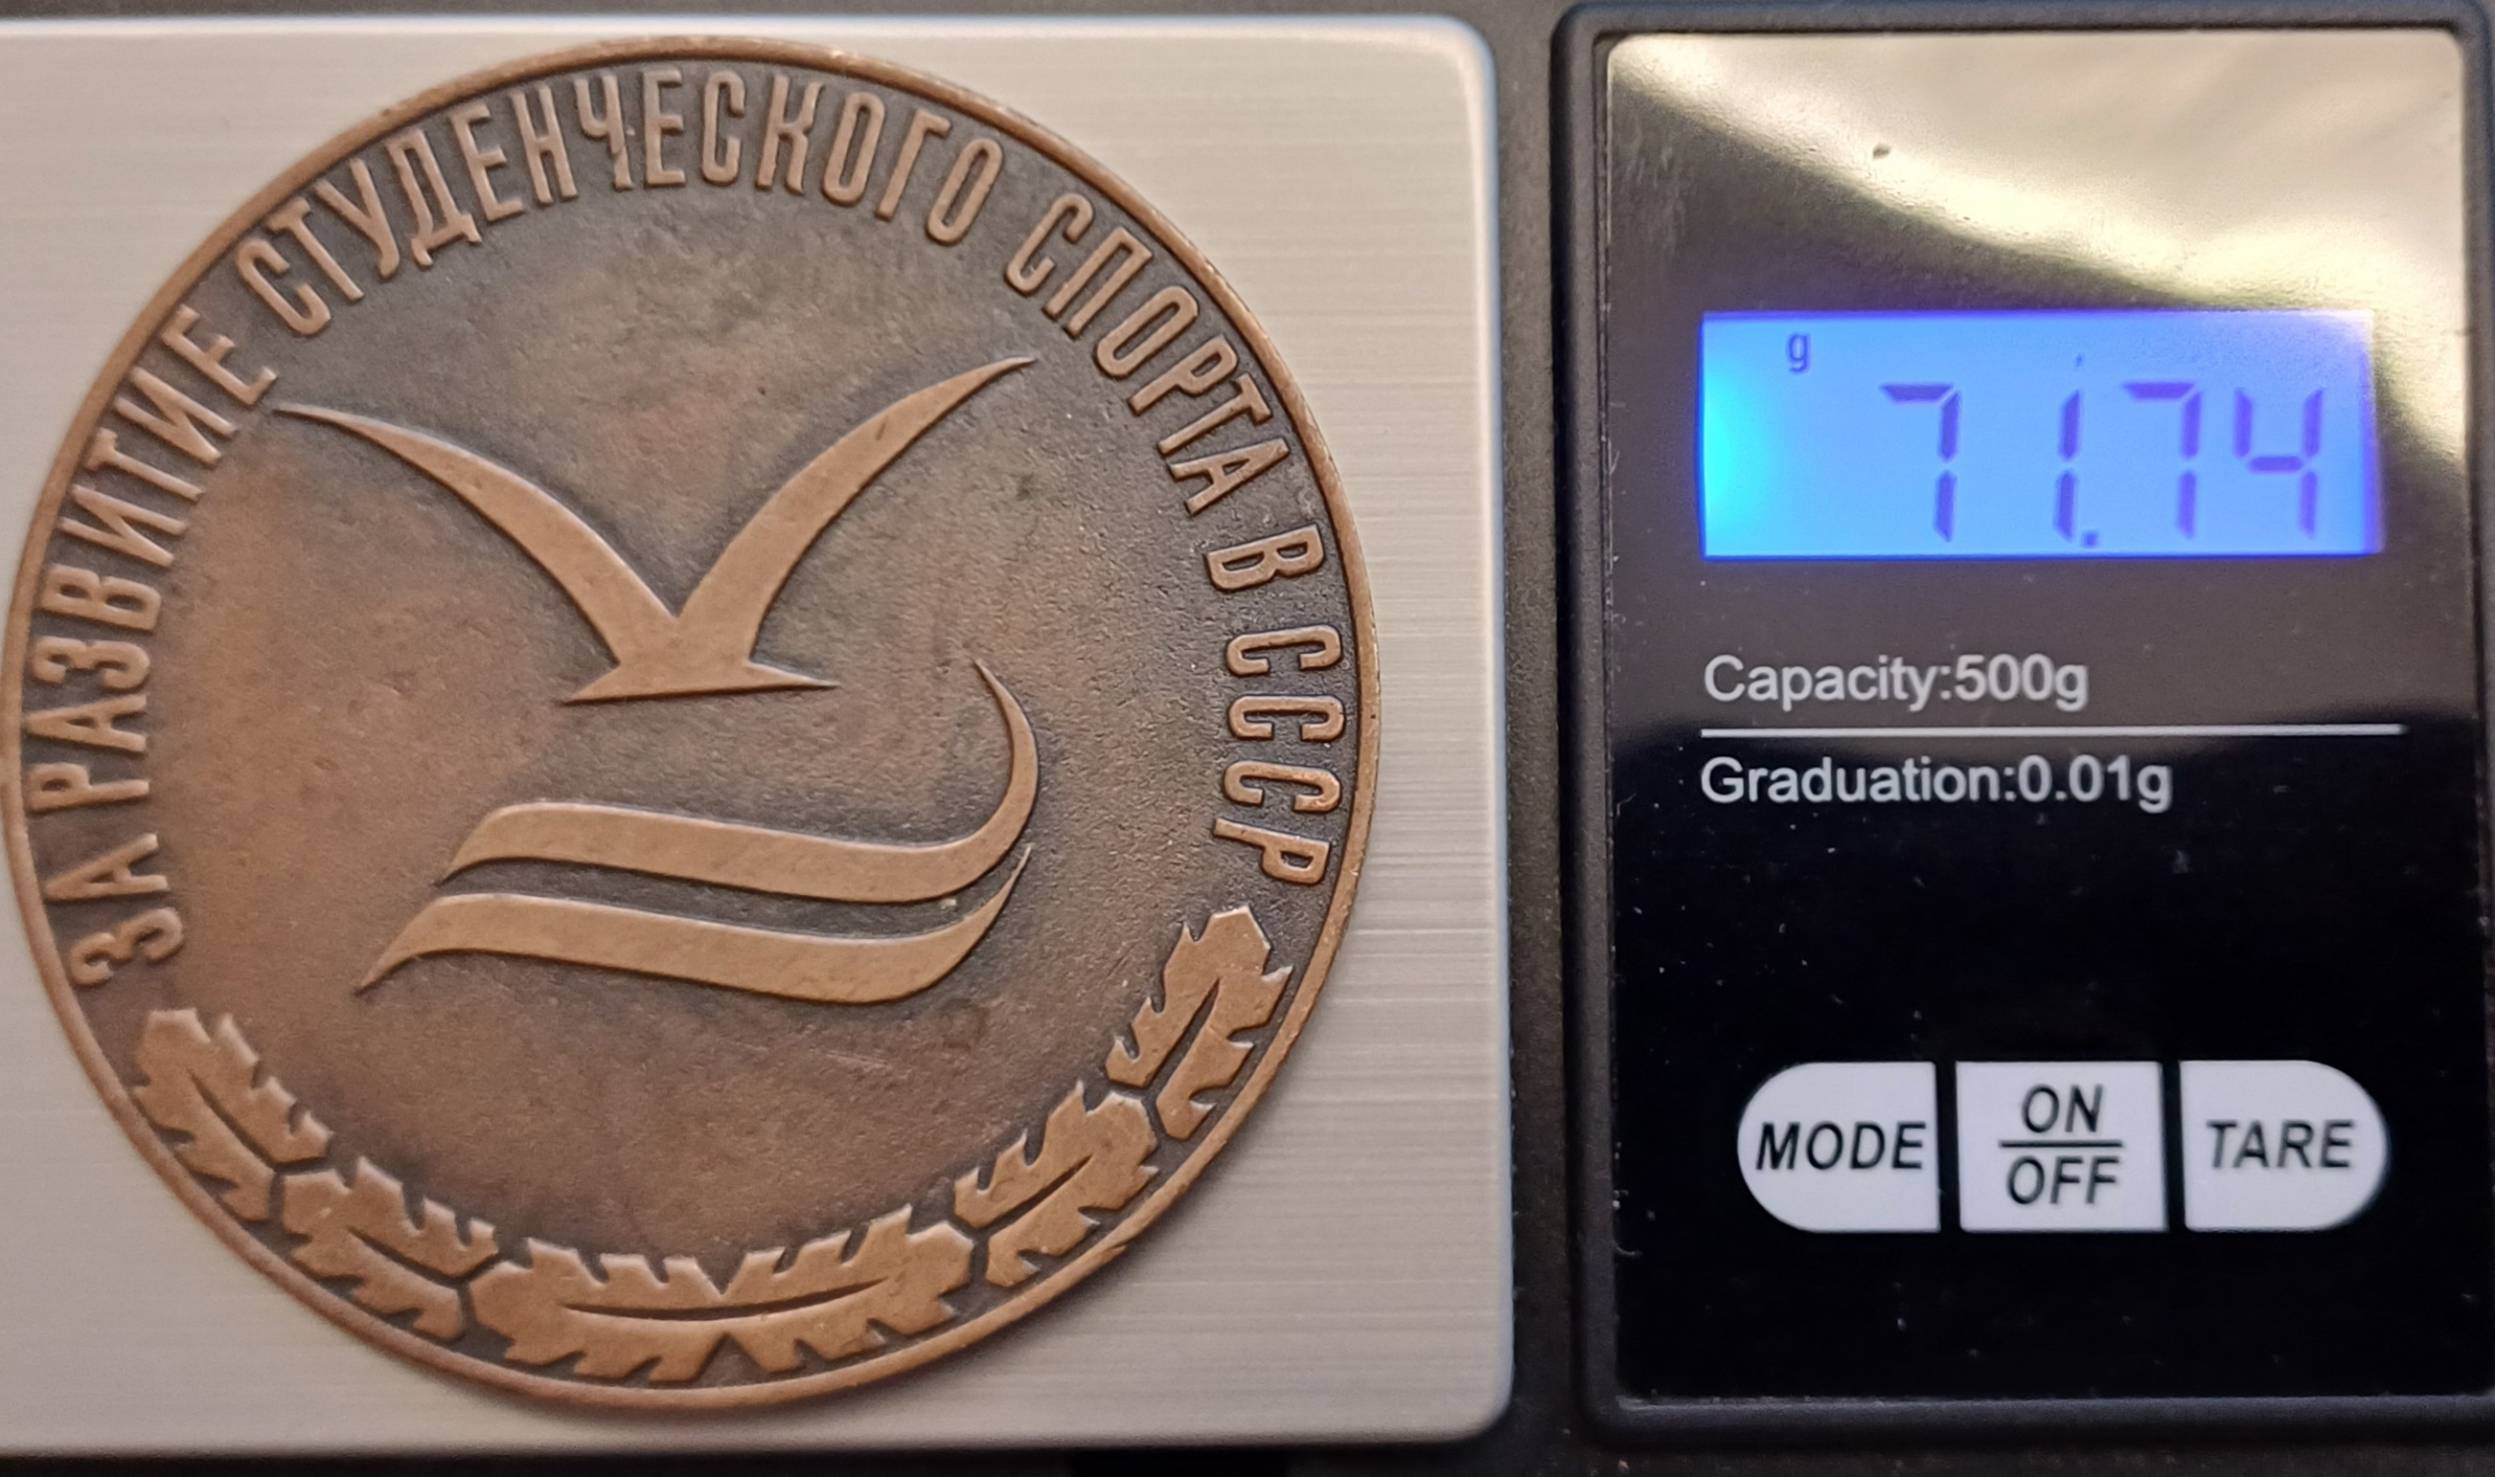 ЗА РАЗВИТИЕ СТУДЕНЧЕСКОГО СПОРТА В СССР
g
71.74
Capacity:500g
Graduation:0.01g
MODE
ON
OFF
TARE